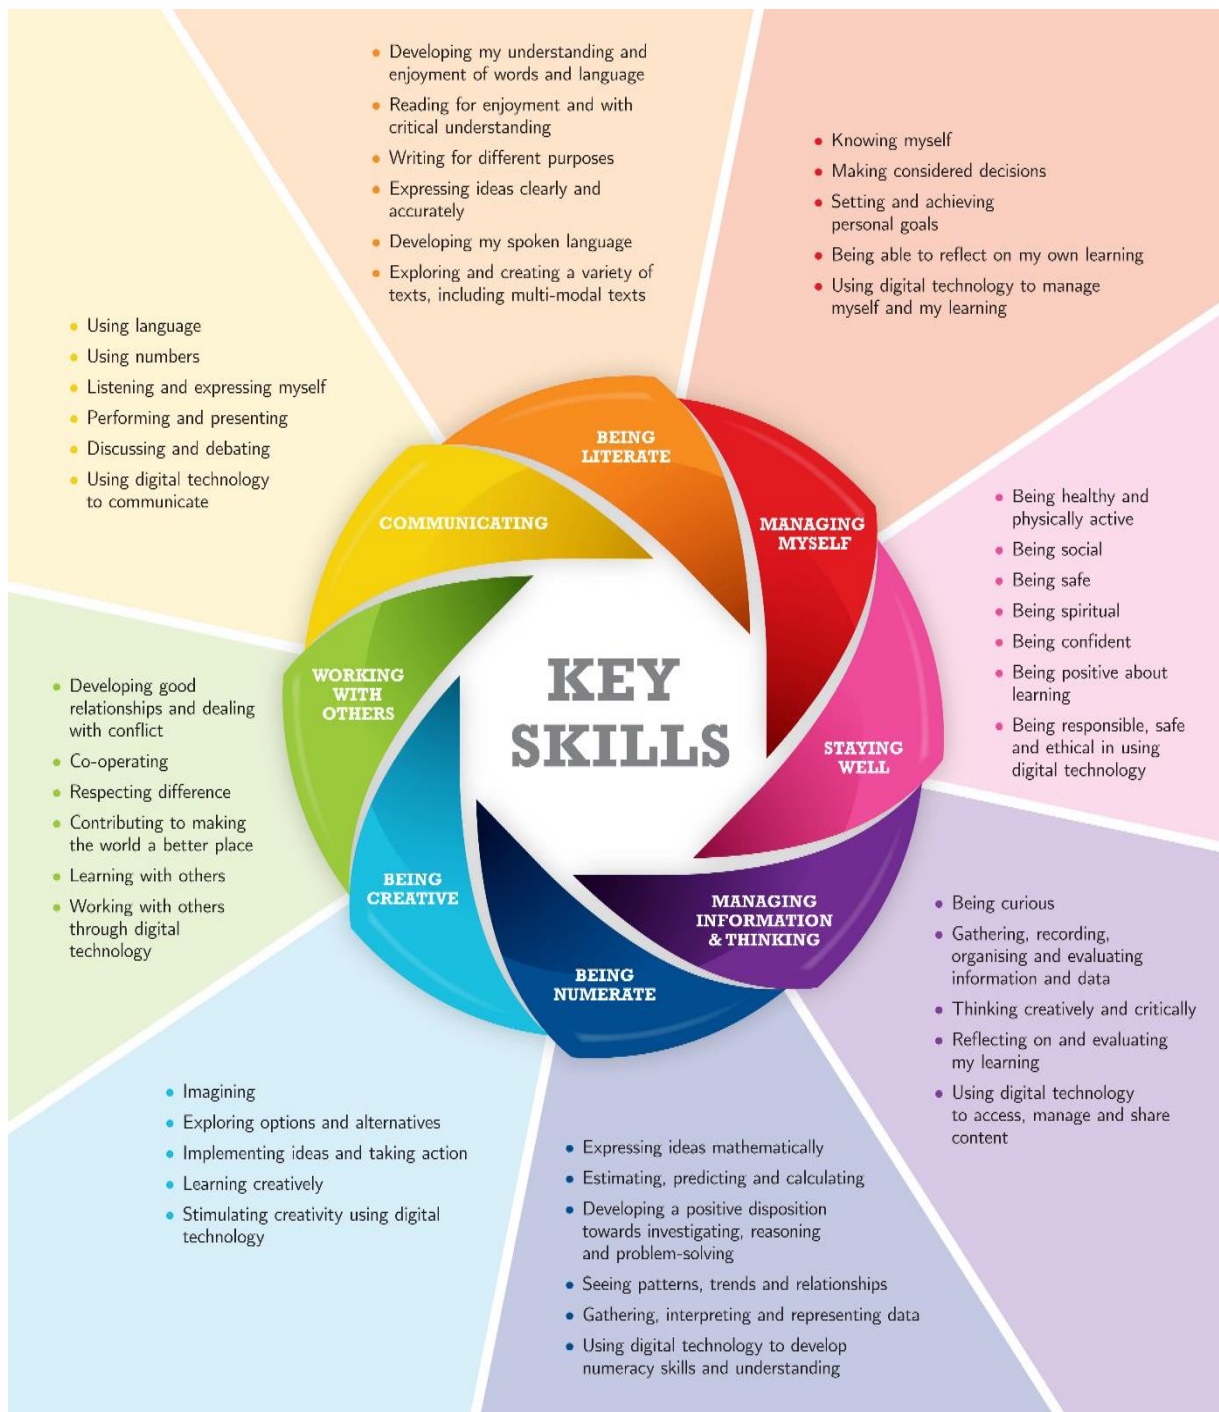 • Developing my understanding and
enjoyment of words and language
• Reading for enjoyment and with
critical understanding
• Writing for different purposes
• Expressing ideas clearly and
accurately
• Developing my spoken language
• Exploring and creating a variety of
texts, including multi-modal texts
• Knowing myself
• Making considered decisions
• Setting and achieving
personal goals
• Being able to reflect on my own learning
• Using digital technology to manage
myself and my learning
• Using language
• Using numbers
• Listening and expressing myself
• Performing and presenting
• Discussing and debating
• Using digital technology
to communicate
BEING
LITERATE
COMMUNICATING
MANAGING
MYSELF
• Being healthy and
physically active
• Being social
• Being safe
• Being spiritual
• Being confident
• Being positive about
learning
• Being responsible, safe
and ethical in using
digital technology
WORKING
WITH
OTHERS
KEY
SKILLS
STAYING
WELL
• Developing good
relationships and dealing
with conflict
• Co-operating
• Respecting difference
• Contributing to making
the world a better place
• Learning with others
• Working with others
through digital
technology
BEING
CREATIVE
BEING
NUMERATE
MANAGING
INFORMATION
& THINKING
• Being curious
• Gathering, recording,
organising and evaluating
information and data
• Thinking creatively and critically
• Reflecting on and evaluating
my learning
• Using digital technology
to access, manage and share
content
• Imagining
• Exploring options and alternatives
• Implementing ideas and taking action
• Learning creatively
• Stimulating creativity using digital
technology
• Expressing ideas mathematically
• Estimating, predicting and calculating
• Developing a positive disposition
towards investigating, reasoning
and problem-solving
• Seeing patterns, trends and relationships
• Gathering, interpreting and representing data
• Using digital technology to develop
numeracy skills and understanding